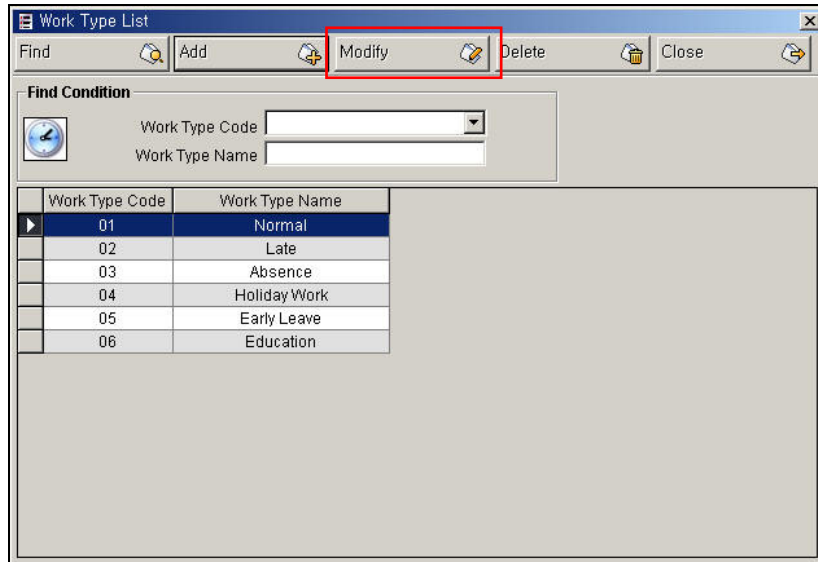 Work Type List
Find Add Modify Delete Close
Find Condition
Work Type Code
Work Type Name
Work Type Code Work Type Name
01 Normal
02 Late
03 Absence
04 Holiday Work
05 Early Leave
06 Education